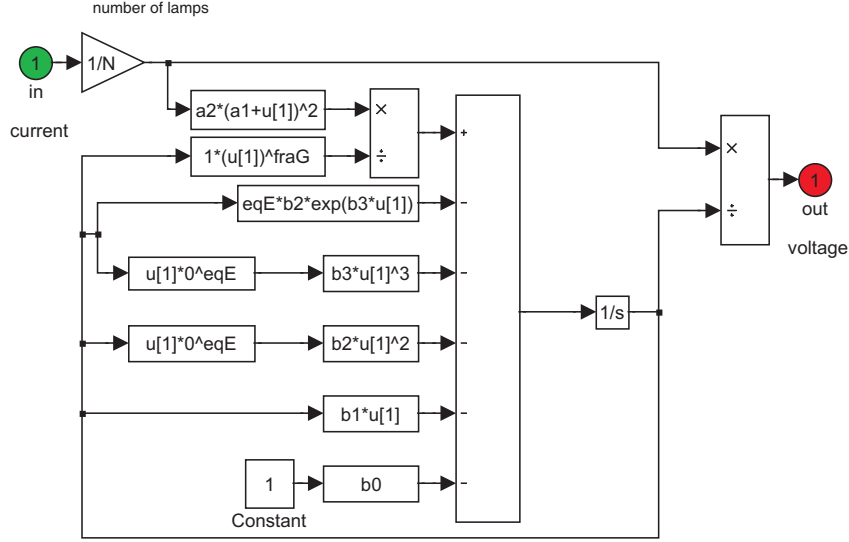 number of lamps
1
1/N
in
current
a2*(a1+u[1])^2
×
1*(u[1])^fraG
÷
+
eqE*b2*exp(b3*u[1])
-
u[1]*0^eqE
b3*u[1]^3
-
u[1]*0^eqE
b2*u[1]^2
-
b1*u[1]
-
1
b0
-
Constant
1/s
×
÷
1
out
voltage